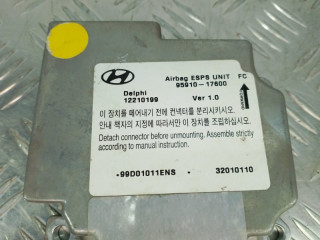 Airbag ESPS UNIT FC
95910-17600
Delphi
12210199 Ver 1.0
이 장치를 떼어내기 전에 컨넥터를 분리시키시오.
안내 책자의 지정에 따라서만 이 장치를 조립하십시오.
Detach connector before unmounting. Assemble strictly
according to manual instruction.
*99D01011ENS* 32010110